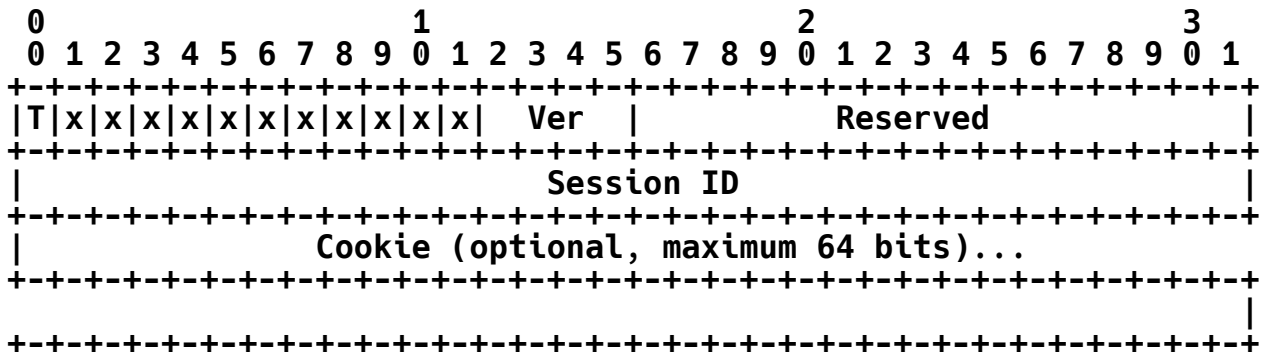 0                   1                   2                   3
 0 1 2 3 4 5 6 7 8 9 0 1 2 3 4 5 6 7 8 9 0 1 2 3 4 5 6 7 8 9 0 1
+-+-+-+-+-+-+-+-+-+-+-+-+-+-+-+-+-+-+-+-+-+-+-+-+-+-+-+-+-+-+-+-+
|T|x|x|x|x|x|x|x|x|x|x|x|  Ver  |          Reserved             |
+-+-+-+-+-+-+-+-+-+-+-+-+-+-+-+-+-+-+-+-+-+-+-+-+-+-+-+-+-+-+-+-+
|                           Session ID                          |
+-+-+-+-+-+-+-+-+-+-+-+-+-+-+-+-+-+-+-+-+-+-+-+-+-+-+-+-+-+-+-+-+
|               Cookie (optional, maximum 64 bits)...
+-+-+-+-+-+-+-+-+-+-+-+-+-+-+-+-+-+-+-+-+-+-+-+-+-+-+-+-+-+-+-+-+
                                                                |
+-+-+-+-+-+-+-+-+-+-+-+-+-+-+-+-+-+-+-+-+-+-+-+-+-+-+-+-+-+-+-+-+